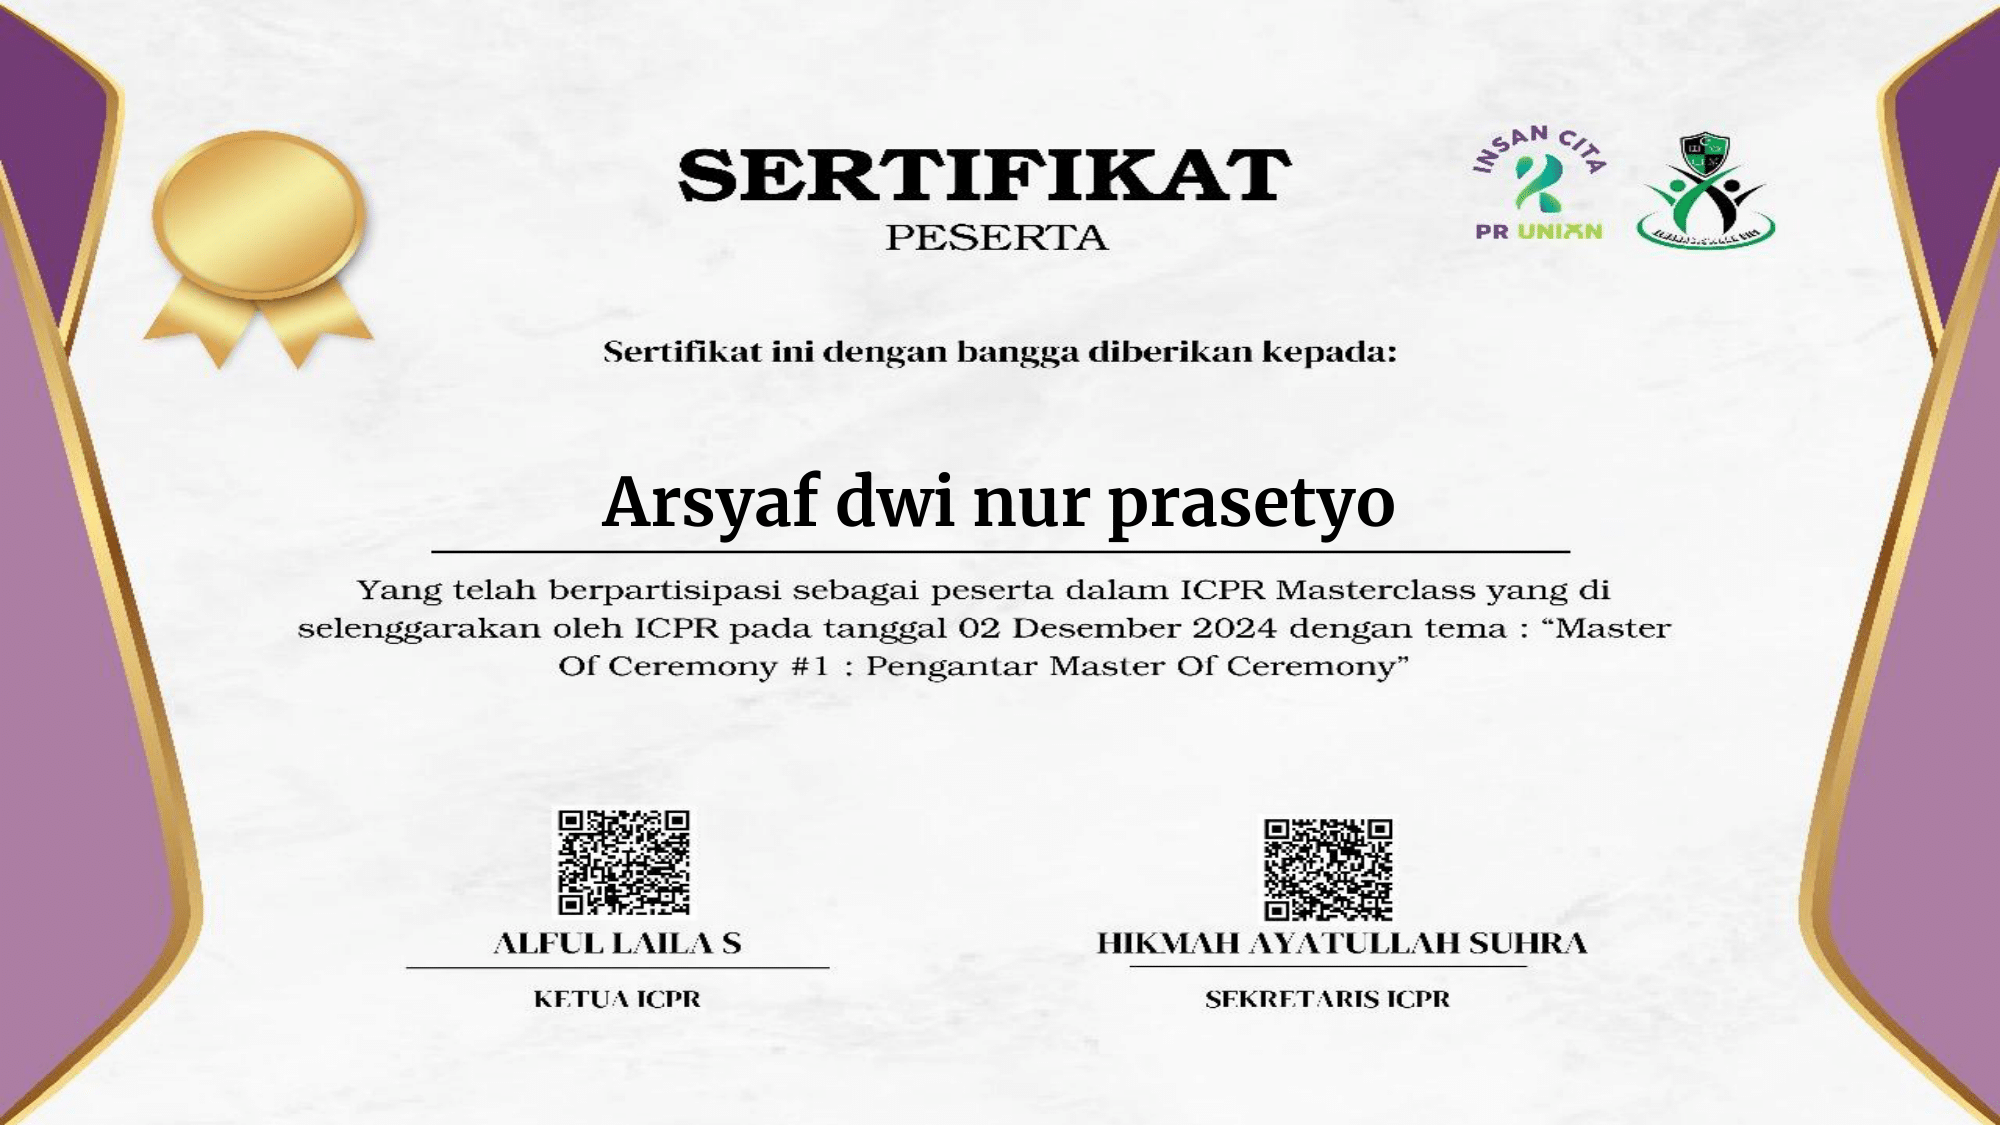 SERTIFIKAT
PESERTA
INSAN CITA
PR UNIXN
Sertifikat ini dengan bangga diberikan kepada:
Arsyaf dwi nur prasetyo
Yang telah berpartisipasi sebagai peserta dalam ICPR Masterclass yang di
selenggarakan oleh ICPR pada tanggal 02 Desember 2024 dengan tema : “Master
Of Ceremony #1 : Pengantar Master Of Ceremony”
ALFUL LAILA S
HIKMAH AYATULLAH SUHRA
KETUA ICPR
SEKRETARIS ICPR